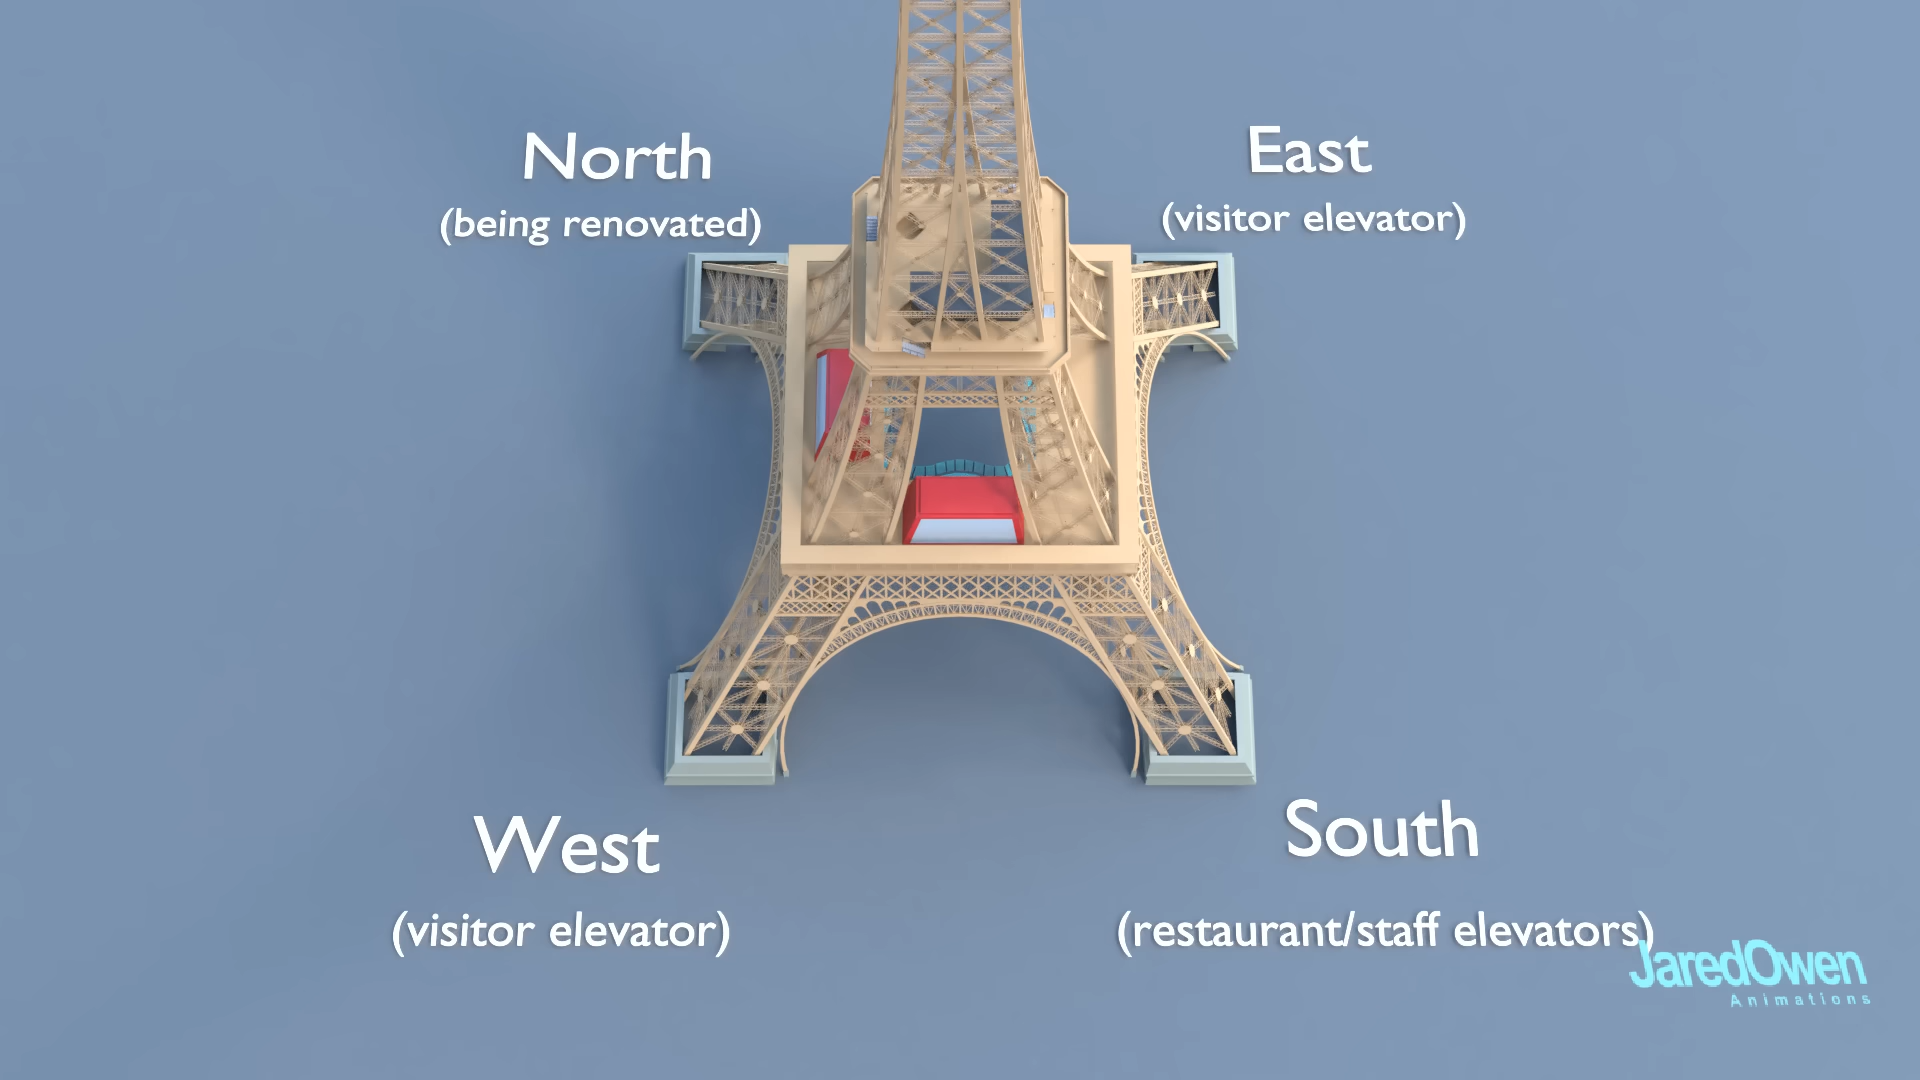 North
(being renovated)
East
(visitor elevator)
West
(visitor elevator)
South
(restaurant/staff elevators)
JaredOwen
Animations